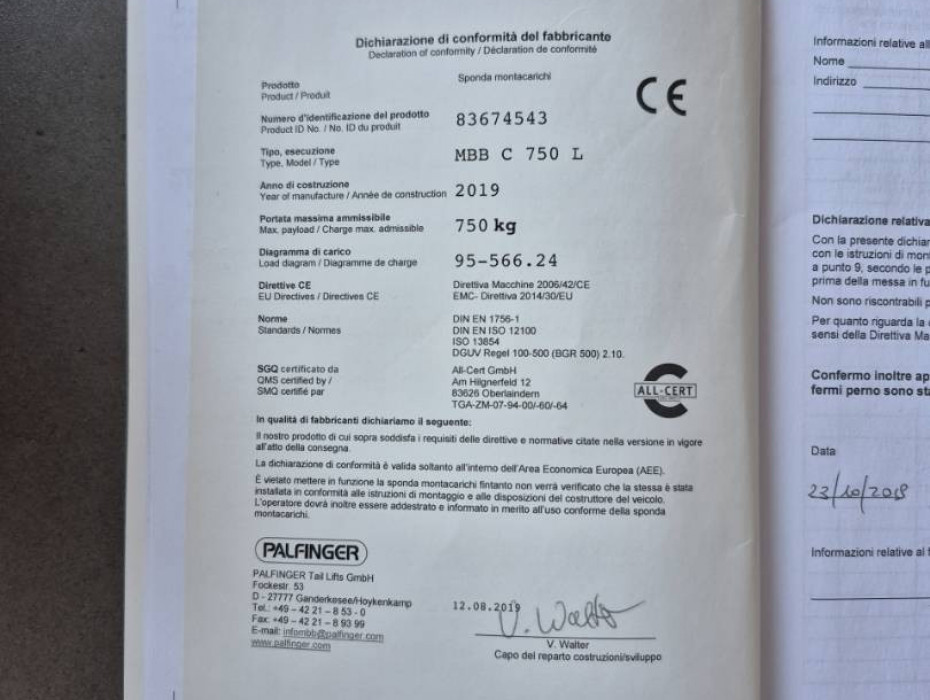 Dichiarazione di conformità del fabbricante
Declaration of conformity / Déclaration de conformité
Prodotto
Product / Produit
Sponda montacarichi
CE
Numero d'identificazione del prodotto
Product ID No. / No. ID du produit
83674543
Tipo, esecuzione
Type, Model / Type
MBB C 750 L
Anno di costruzione
Year of manufacture / Année de construction
2019
Portata massima ammissibile
Max. payload / Charge max. admissible
750 kg
Diagramma di carico
Load diagram / Diagramme de charge
95-566.24
Direttive CE
EU Directives / Directives CE
Direttiva Macchine 2006/42/CE
EMC- Direttiva 2014/30/EU
Norme
Standards / Normes
DIN EN 1756-1
DIN EN ISO 12100
ISO 13854
DGUV Regel 100-500 (BGR 500) 2.10.
SGQ certificato da
QMS certified by /
SMQ certifié par
All-Cert GmbH
Am Hilgnerfeld 12
83626 Oberlaindern
TGA-ZM-07-94-00/-60/-64
ALL-CERT
In qualità di fabbricanti dichiariamo il seguente:
Il nostro prodotto di cui sopra soddisfa i requisiti delle direttive e normative citate nella versione in vigore
all'atto della consegna.
La dichiarazione di conformità è valida soltanto all'interno dell'Area Economica Europea (AEE).
È vietato mettere in funzione la sponda montacarichi fintanto non verrà verificato che la stessa è stata
installata in conformità alle istruzioni di montaggio e alle disposizioni del costruttore del veicolo.
L'operatore dovrà inoltre essere addestrato e informato in merito all'uso conforme della sponda
montacarichi.
PALFINGER
PALFINGER Tail Lifts GmbH
Fockestr. 53
D - 27777 Ganderkesee/Hoykenkamp
Tel.: +49 – 42 21 – 8 53 - 0
Fax: +49 – 42 21 – 8 93 99
E-mail: infombb@palfinger.com
www.palfinger.com
12.08.2019
V. Walter
V. Walter
Capo del reparto costruzioni/sviluppo
Informazioni relative al
Nome
Indirizzo
Dichiarazione relativa
Con la presente
con le istruzioni di
a punto 9, secondo le
prima della messa in
Non sono riscontrabili
Per quanto riguarda la
sensi della Direttiva
Confermo inoltre
fermi perno sono
Data
23/10/2019
Informazioni relative al